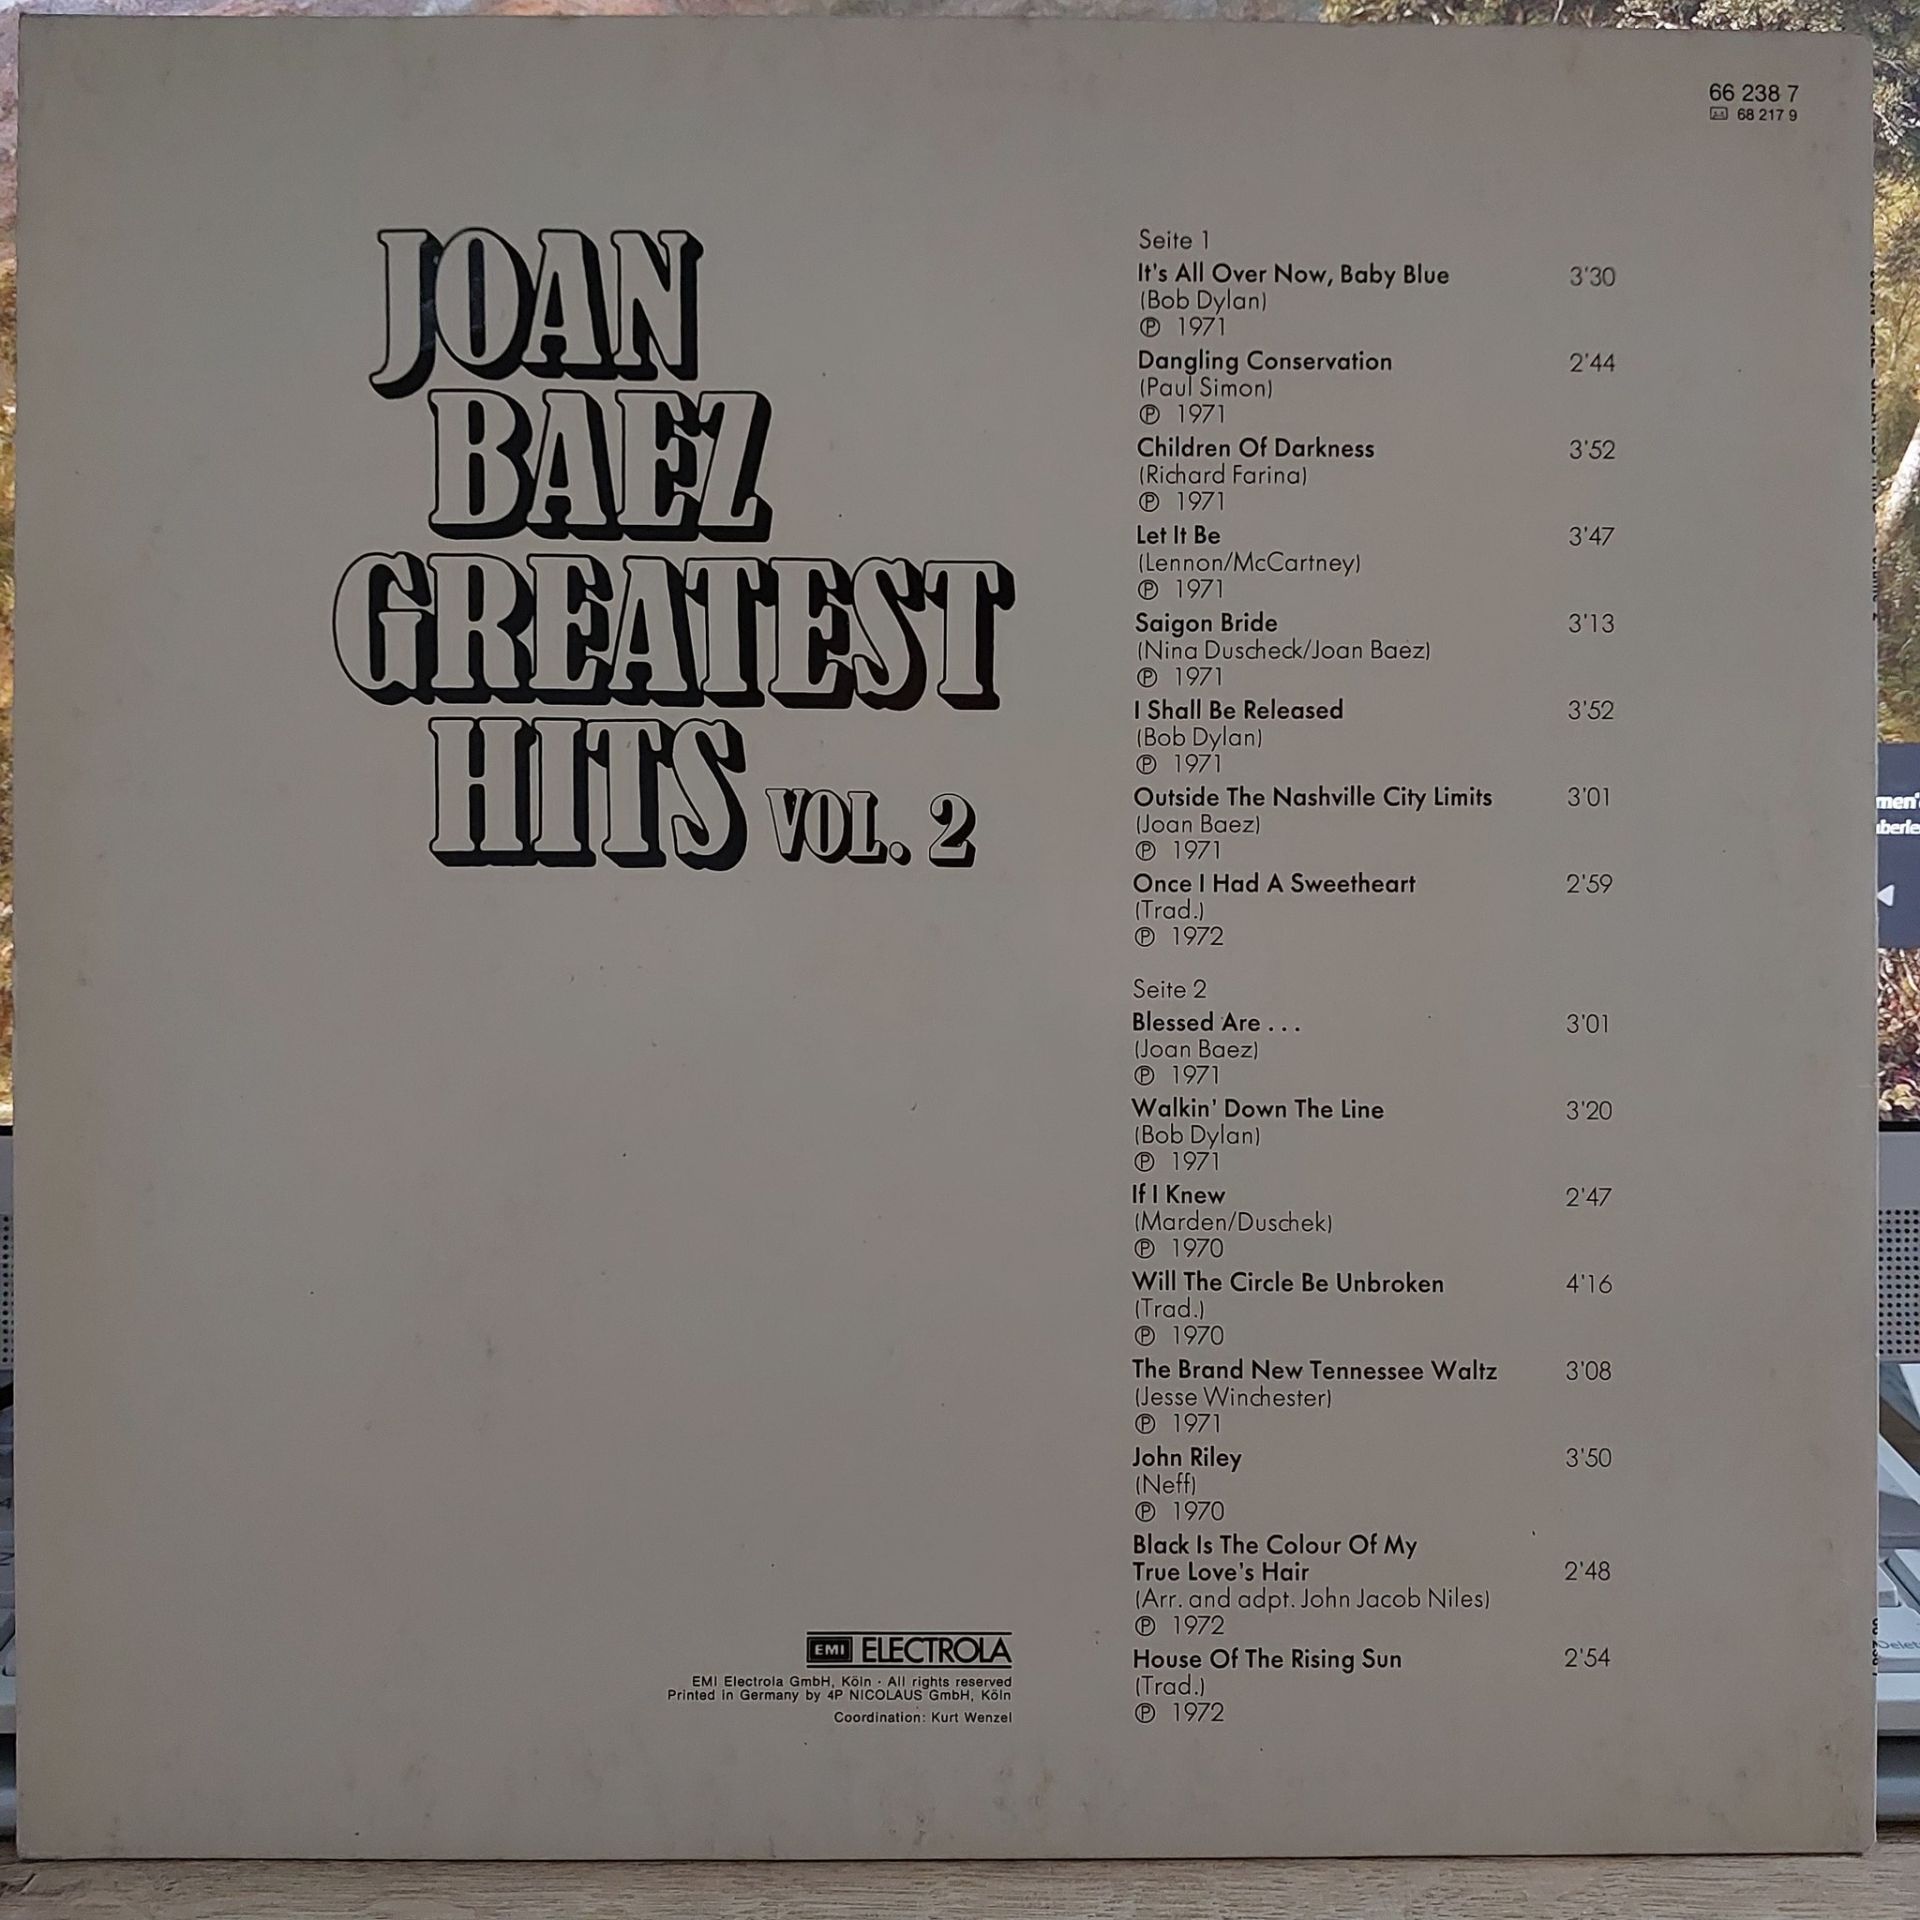 66 238 7
68 217 9
JOAN
BAEZ
GREATEST
HITS VOL. 2
Seite 1
It's All Over Now, Baby Blue 3'30
(Bob Dylan)
℗ 1971
Dangling Conservation 2'44
(Paul Simon)
℗ 1971
Children Of Darkness 3'52
(Richard Farina)
℗ 1971
Let It Be 3'47
(Lennon/McCartney)
℗ 1971
Saigon Bride 3'13
(Nina Duscheck/Joan Baez)
℗ 1971
I Shall Be Released 3'52
(Bob Dylan)
℗ 1971
Outside The Nashville City Limits 3'01
(Joan Baez)
℗ 1971
Once I Had A Sweetheart 2'59
(Trad.)
℗ 1972
Seite 2
Blessed Are . . . 3'01
(Joan Baez)
℗ 1971
Walkin' Down The Line 3'20
(Bob Dylan)
℗ 1971
If I Knew 2'47
(Marden/Duschek)
℗ 1970
Will The Circle Be Unbroken 4'16
(Trad.)
℗ 1970
The Brand New Tennessee Waltz 3'08
(Jesse Winchester)
℗ 1971
John Riley 3'50
(Neff)
℗ 1970
Black Is The Colour Of My
True Love's Hair 2'48
(Arr. and adpt. John Jacob Niles)
℗ 1972
House Of The Rising Sun 2'54
(Trad.)
℗ 1972
EMI ELECTROLA
EMI Electrola GmbH, Köln · All rights reserved
Printed in Germany by 4P NICOLAUS GmbH, Köln
Coordination: Kurt Wenzel
Delete